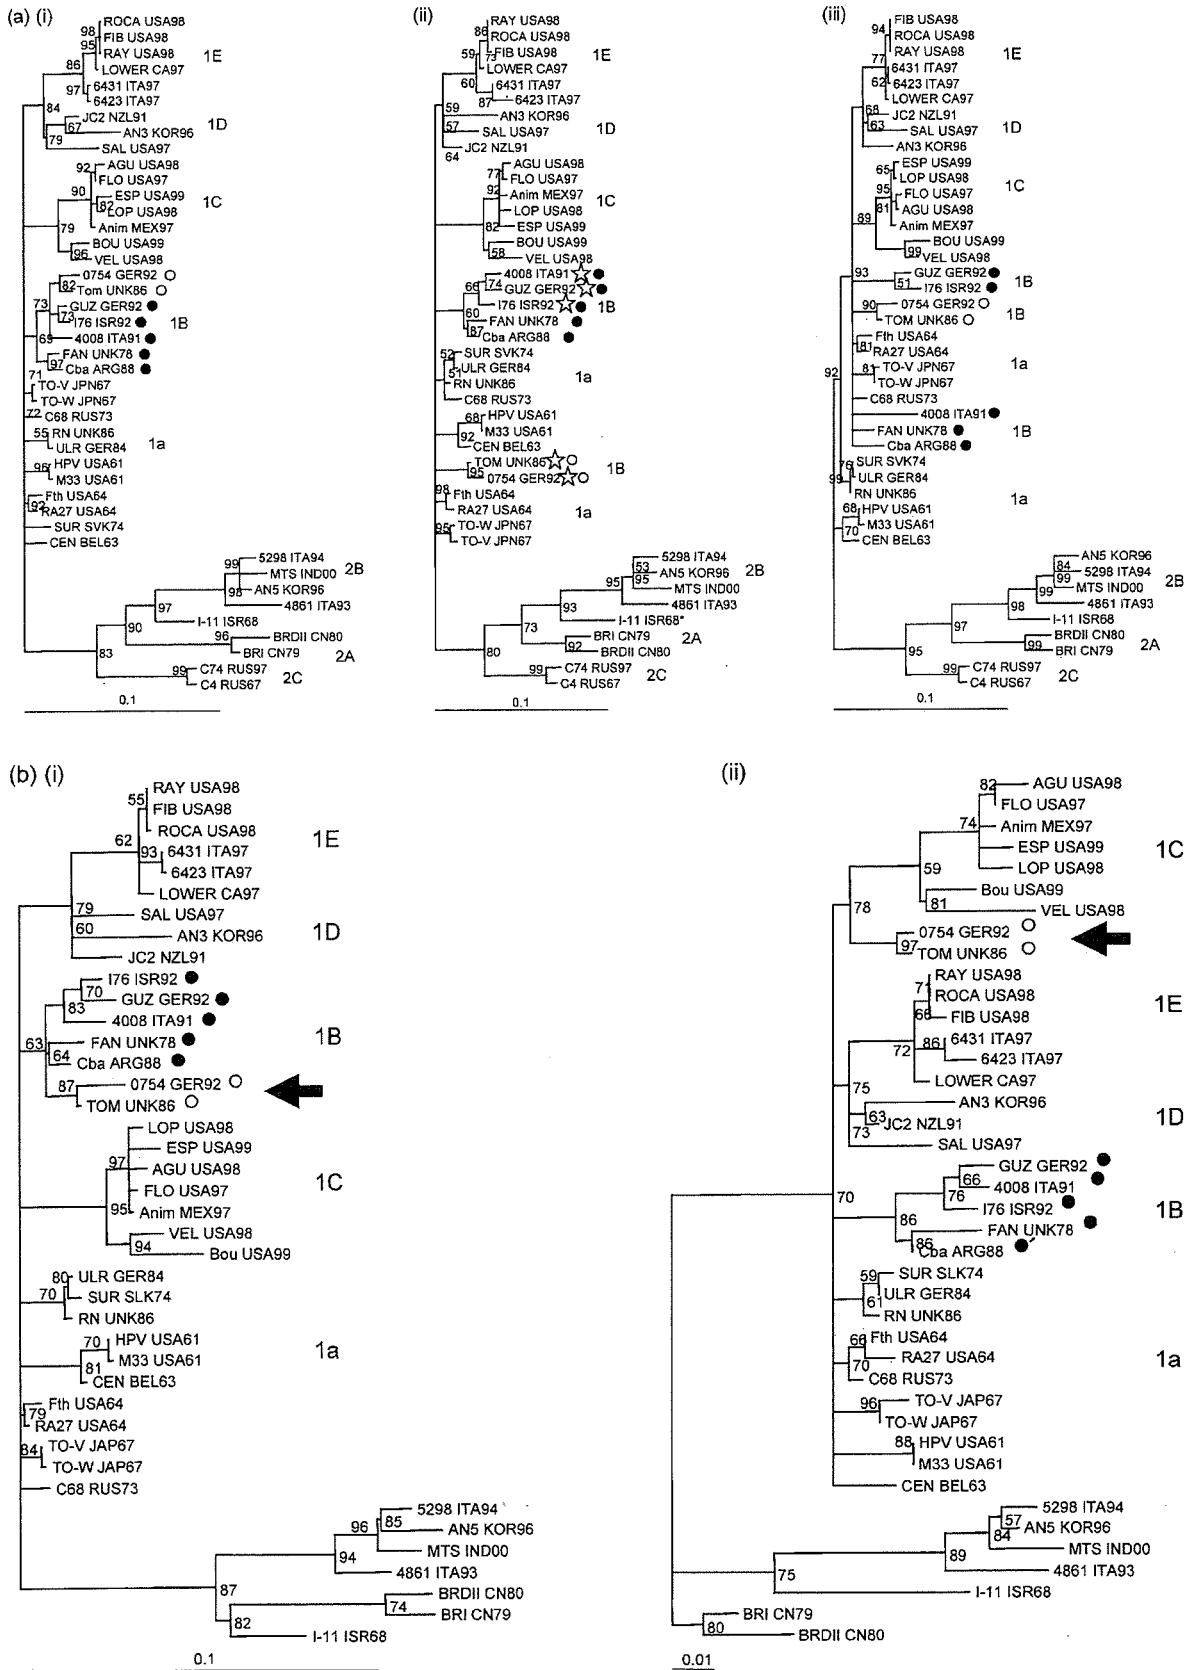 (a) (i)
ROCA USA98
98
FIB USA98
95
RAY USA98
1E
LOWER CA97
86
6431 ITA97
97
6423 ITA97
84
JC2 NZL91
67
AN3 KOR96
1D
79
SAL USA97
AGU USA98
92
FLO USA97
90
ESP USA99
82
LOP USA98
1C
Anim MEX97
79
BOU USA99
96
VEL USA98
0754 GER92
82
Tom UNK86
73
GUZ GER92
73
I76 ISR92
1B
69
4008 ITA91
FAN UNK78
97
Cba ARG88
71
TO-V JPN67
TO-W JPN67
72
C68 RUS73
55
RN UNK86
1a
ULR GER84
HPV USA61
96
M33 USA61
Fth USA64
92
RA27 USA64
SUR SVK74
CEN BEL63
5298 ITA94
99
MTS IND00
2B
98
AN5 KOR96
4861 ITA93
97
I-11 ISR68
90
96
BRDII CN80
BRI CN79
2A
83
99
C74 RUS97
C4 RUS67
2C
0.1
(ii)
RAY USA98
86
ROCA USA98
59
73
FIB USA98
1E
LOWER CA97
60
6431 ITA97
87
6423 ITA97
59
AN3 KOR96
57
SAL USA97
1D
64
JC2 NZL91
AGU USA98
77
FLO USA97
92
Anim MEX97
1C
LOP USA98
82
ESP USA99
BOU USA99
58
VEL USA98
4008 ITA91
74
66
GUZ GER92
I76 ISR92
1B
60
FAN UNK78
87
Cba ARG88
52
SUR SVK74
51
ULR GER84
1a
RN UNK86
C68 RUS73
68
HPV USA61
92
M33 USA61
CEN BEL63
TOM UNK86
1B
95
0754 GER92
98
Fth USA64
RA27 USA64
1a
95
TO-W JPN67
TO-V JPN67
5298 ITA94
53
AN5 KOR96
2B
95
95
MTS IND00
4861 ITA93
93
I-11 ISR68*
73
BRI CN79
92
BRDII CN80
2A
80
99
C74 RUS97
C4 RUS67
2C
0.1
(iii)
FIB USA98
94
ROCA USA98
RAY USA98
1E
77
6431 ITA97
62
6423 ITA97
LOWER CA97
68
JC2 NZL91
63
SAL USA97
1D
AN3 KOR96
ESP USA99
65
LOP USA98
1C
95
FLO USA97
81
AGU USA98
89
Anim MEX97
BOU USA99
99
VEL USA98
93
GUZ GER92
51
I76 ISR92
1B
90
0754 GER92
TOM UNK86
1B
Fth USA64
81
RA27 USA64
1a
92
81
TO-V JPN67
TO-W JPN67
C68 RUS73
4008 ITA91
FAN UNK78
1B
Cba ARG88
76
SUR SVK74
99
ULR GER84
RN UNK86
1a
68
HPV USA61
M33 USA61
70
CEN BEL63
AN5 KOR96
84
5298 ITA94
99
MTS IND00
2B
99
4861 ITA93
98
I-11 ISR68
97
BRDII CN80
99
BRI CN79
2A
95
99
C74 RUS97
C4 RUS67
2C
0.1
(b) (i)
RAY USA98
55
FIB USA98
ROCA USA98
1E
62
93
6431 ITA97
6423 ITA97
LOWER CA97
79
SAL USA97
60
AN3 KOR96
1D
JC2 NZL91
I76 ISR92
70
GUZ GER92
83
4008 ITA91
63
FAN UNK78
1B
64
Cba ARG88
87
0754 GER92
TOM UNK86
LOP USA98
ESP USA99
97
AGU USA98
1C
FLO USA97
95
Anim MEX97
VEL USA98
94
Bou USA99
80
ULR GER84
70
SUR SLK74
RN UNK86
70
HPV USA61
1a
M33 USA61
81
CEN BEL63
Fth USA64
79
RA27 USA64
84
TO-V JAP67
TO-W JAP67
C68 RUS73
5298 ITA94
96
85
AN5 KOR96
MTS IND00
94
4861 ITA93
87
BRDII CN80
74
BRI CN79
82
I-11 ISR68
0.1
(ii)
82
AGU USA98
FLO USA97
74
Anim MEX97
ESP USA99
1C
59
LOP USA98
Bou USA99
78
81
VEL USA98
0754 GER92
97
TOM UNK86
RAY USA98
71
ROCA USA98
1E
68
FIB USA98
72
86
6431 ITA97
6423 ITA97
75
LOWER CA97
AN3 KOR96
63
JC2 NZL91
1D
73
SAL USA97
GUZ GER92
66
4008 ITA91
70
76
I76 ISR92
1B
86
FAN UNK78
86
Cba ARG88
59
SUR SLK74
61
ULR GER84
RN UNK86
66
Fth USA64
RA27 USA64
1a
70
C68 RUS73
96
TO-V JAP67
TO-W JAP67
88
HPV USA61
M33 USA61
CEN BEL63
5298 ITA94
57
AN5 KOR96
84
MTS IND00
89
4861 ITA93
75
I-11 ISR68
BRI CN79
80
BRDII CN80
0.01